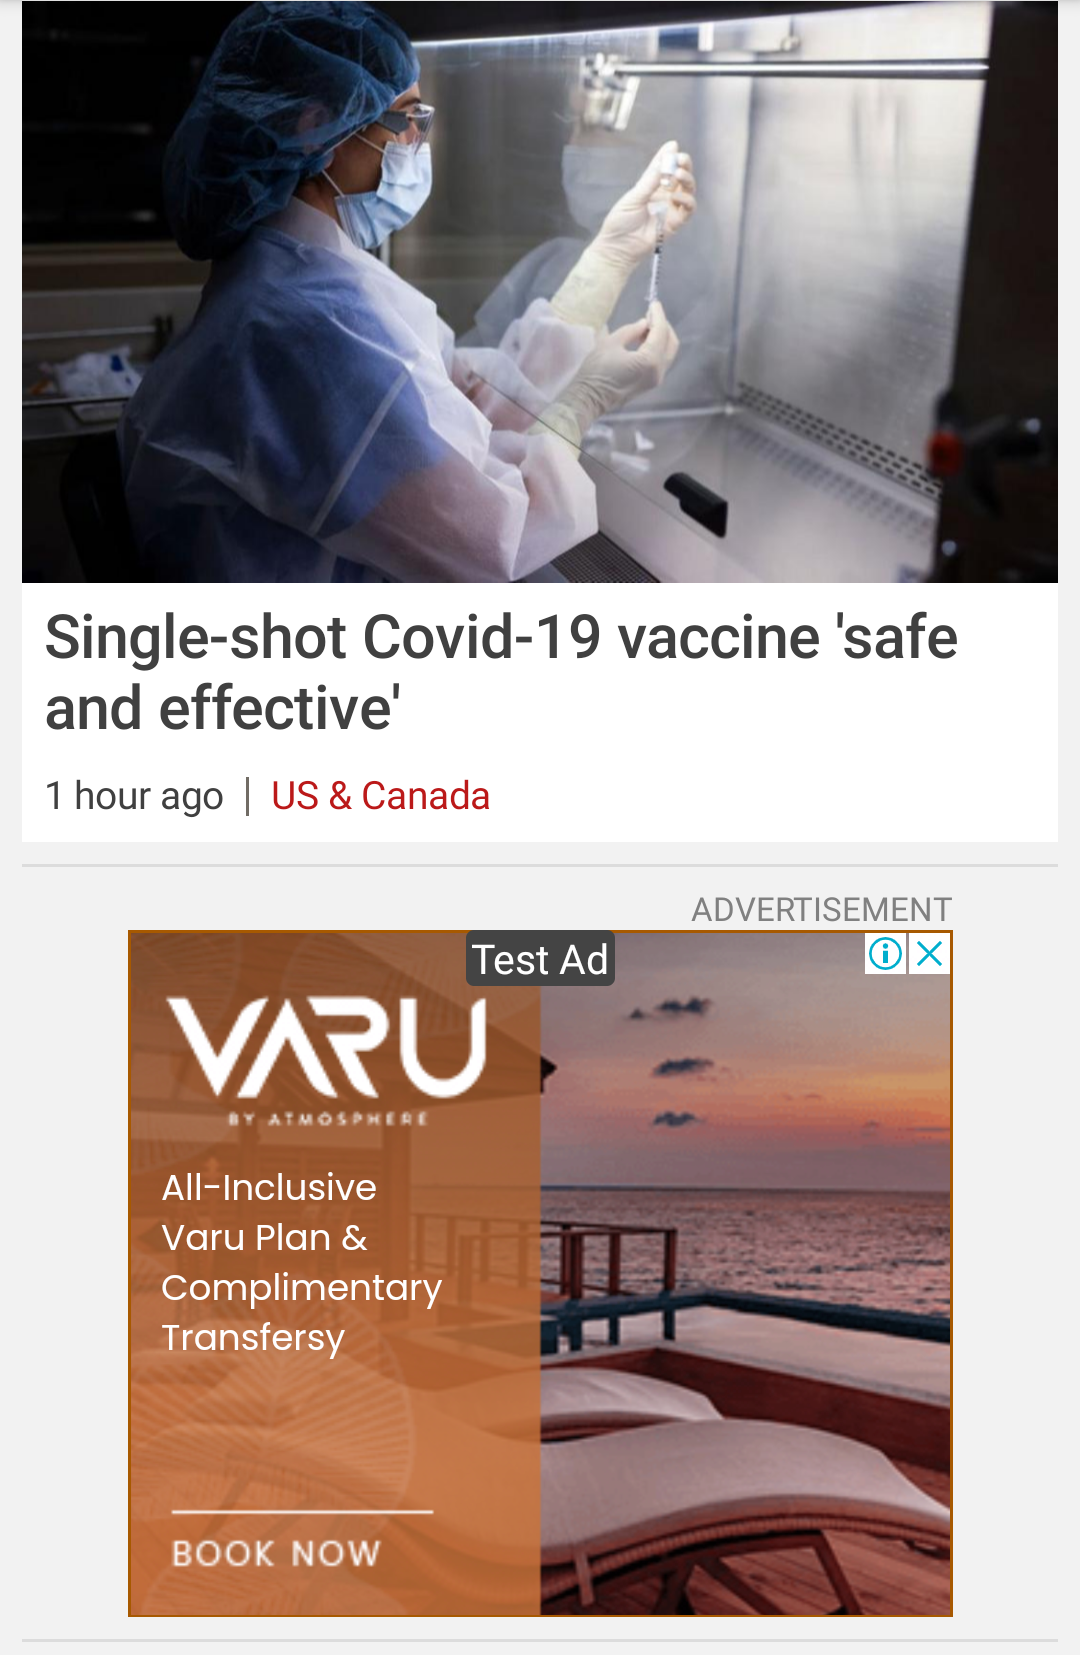 Single-shot Covid-19 vaccine 'safe
and effective'
1 hour ago | US & Canada
ADVERTISEMENT
Test Ad
VARU
BY ATMOSPHERE
All-Inclusive
Varu Plan &
Complimentary
Transfersy
BOOK NOW